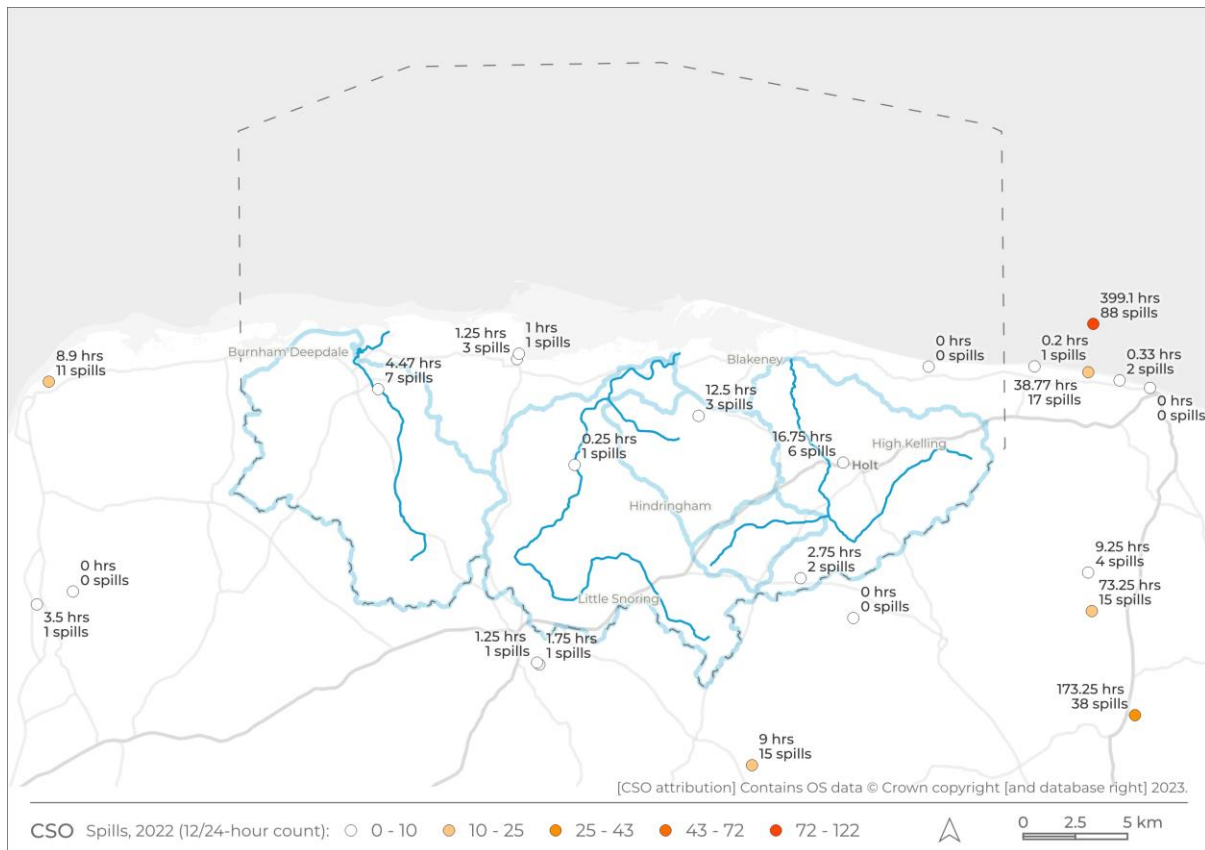 399.1 hrs
88 spills
1 hrs
1 spills
1.25 hrs
3 spills
0 hrs
0 spills
0.2 hrs
1 spills
0.33 hrs
2 spills
8.9 hrs
11 spills
Burnham Deepdale
4.47 hrs
7 spills
Blakeney
38.77 hrs
17 spills
0 hrs
0 spills
12.5 hrs
3 spills
0.25 hrs
1 spills
16.75 hrs
6 spills
High Kelling
Holt
Hindringham
2.75 hrs
2 spills
9.25 hrs
4 spills
0 hrs
0 spills
73.25 hrs
15 spills
0 hrs
0 spills
Little Snoring
3.5 hrs
1 spills
1.25 hrs
1 spills
1.75 hrs
1 spills
173.25 hrs
38 spills
9 hrs
15 spills
[CSO attribution] Contains OS data © Crown copyright [and database right] 2023.
CSO Spills, 2022 (12/24-hour count): 0 - 10 10 - 25 25 - 43 43 - 72 72 - 122
0 2.5 5 km